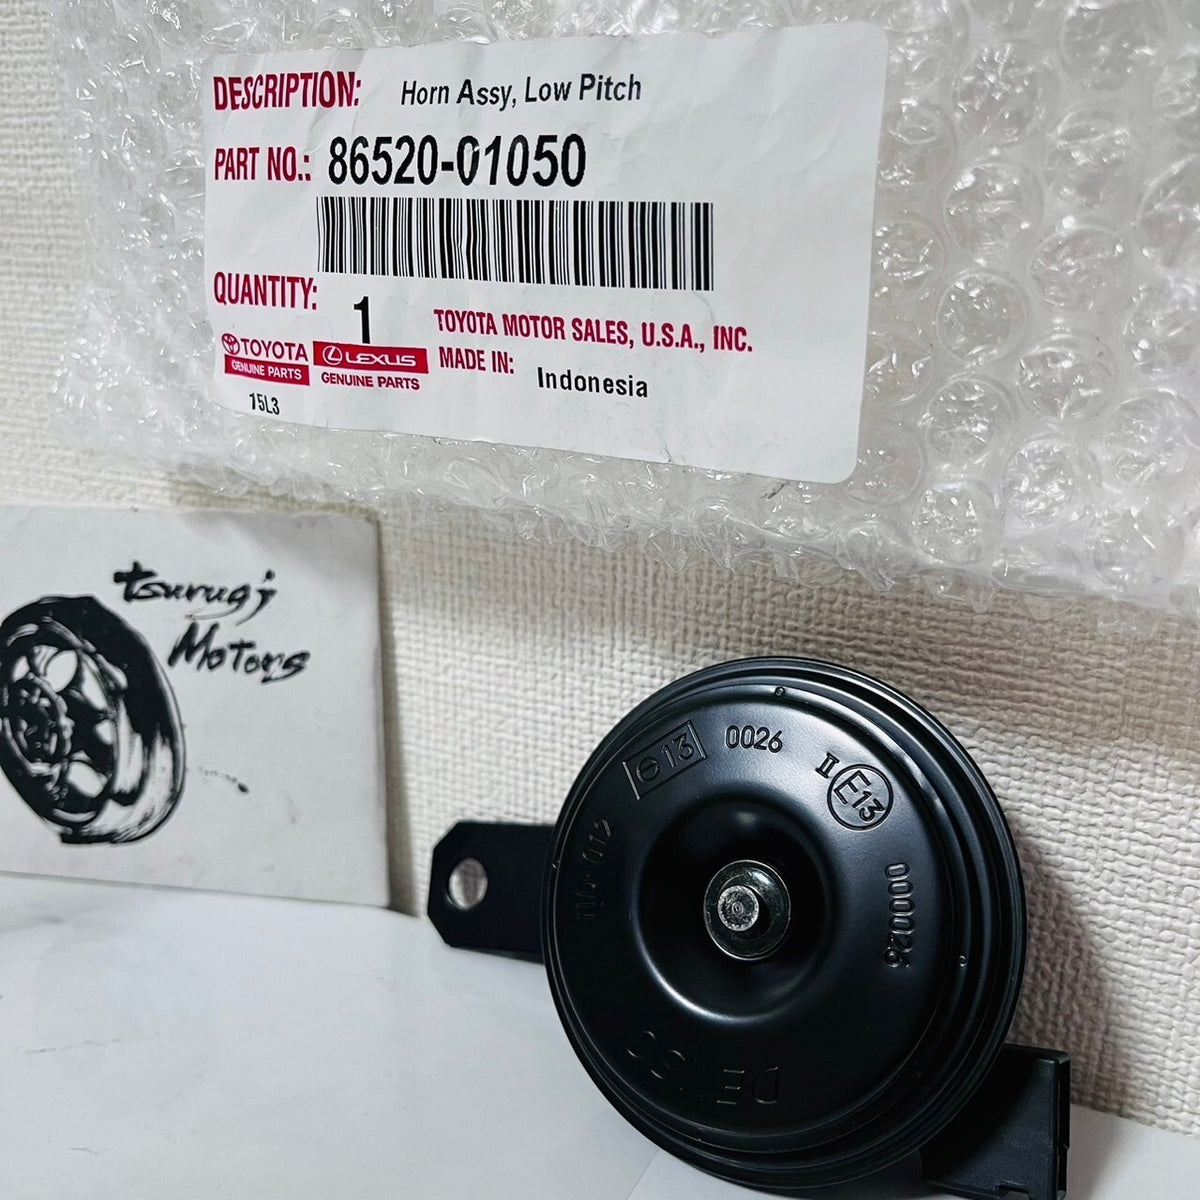 DESCRIPTION: Horn Assy, Low Pitch
PART NO.: 86520-01050
QUANTITY: 1
TOYOTA MOTOR SALES, U.S.A., INC.
TOYOTA
GENUINE PARTS
LEXUS
GENUINE PARTS
MADE IN: Indonesia
15L3
tsurugi
Motors
e13 0026
II E13
000026
DENSO